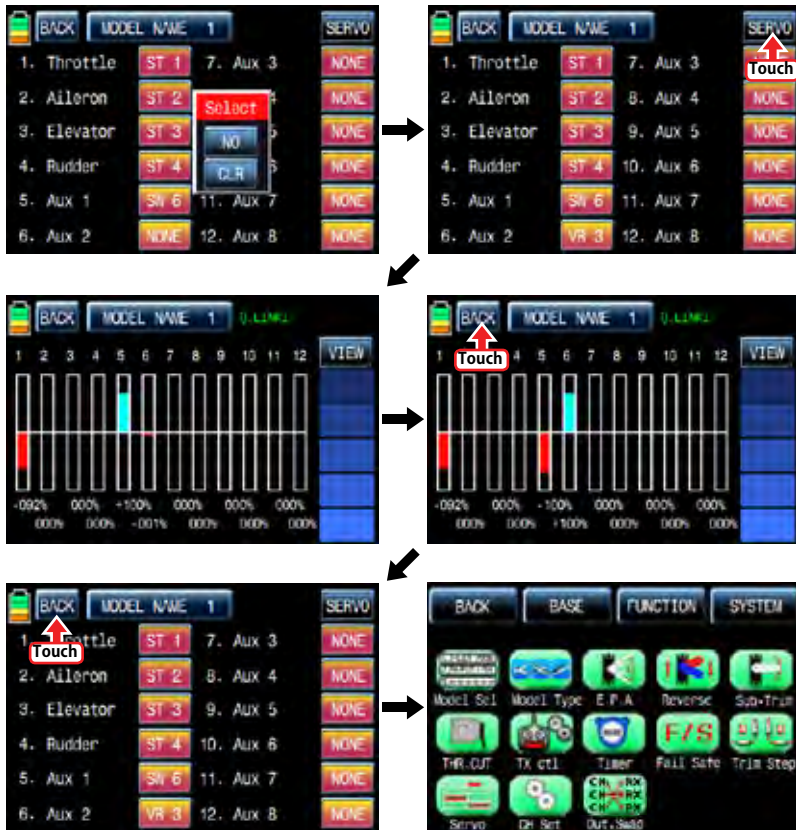 BACK MODEL NAME 1 SERVO
1. Throttle ST 1 7. Aux 3 NONE
2. Aileron ST 2 4 NONE
3. Elevator ST 3 5 NONE
4. Rudder ST 4 6 NONE
5. Aux 1 SW 6 11. Aux 7 NONE
6. Aux 2 NONE 12. Aux 8 NONE
Select
NO
CLR
BACK MODEL NAME 1 SERVO
Touch
1. Throttle ST 1 7. Aux 3
2. Aileron ST 2 8. Aux 4 NONE
3. Elevator ST 3 9. Aux 5 NONE
4. Rudder ST 4 10. Aux 6 NONE
5. Aux 1 SW 6 11. Aux 7 NONE
6. Aux 2 VR 3 12. Aux 8 NONE
BACK MODEL NAME 1
1 2 3 4 5 6 7 8 9 10 11 12 VIEW
-092% 000% +100% 000% 000% 000%
000% 000% -001% 000% 000% 000%
BACK MODEL NAME 1
Touch
1 4 5 6 7 8 9 10 11 12 VIEW
-092% 000% -100% 000% 000% 000%
000% 000% +100% 000% 000% 000%
BACK MODEL NAME 1 SERVO
Touch
1. Throttle ST 1 7. Aux 3 NONE
2. Aileron ST 2 8. Aux 4 NONE
3. Elevator ST 3 9. Aux 5 NONE
4. Rudder ST 4 10. Aux 6 NONE
5. Aux 1 SW 6 11. Aux 7 NONE
6. Aux 2 VR 3 12. Aux 8 NONE
BACK BASE FUNCTION SYSTEM
Model Sel Model Type E.P.A Reverse Sub-Trim
F/S
THR.CUT TX ctl Timer Fail Safe Trim Step
CH RX
CH RX
CH RX
Servo CH Set Out.Swap